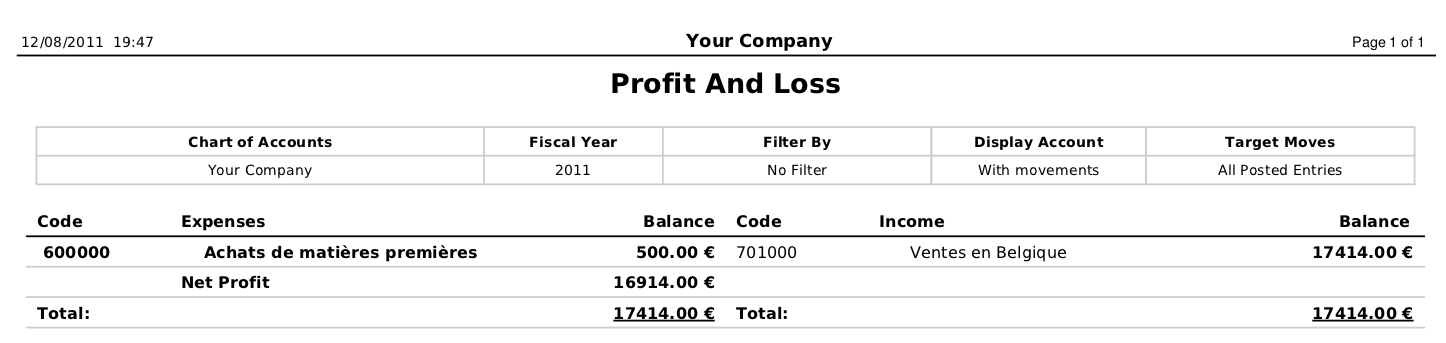 12/08/2011 19:47 Your Company Page 1 of 1
Profit And Loss
Chart of Accounts Fiscal Year Filter By Display Account Target Moves
Your Company 2011 No Filter With movements All Posted Entries
Code Expenses Balance Code Income Balance
600000 Achats de matières premières 500.00 € 701000 Ventes en Belgique 17414.00 €
Net Profit 16914.00 €
Total: 17414.00 € Total: 17414.00 €